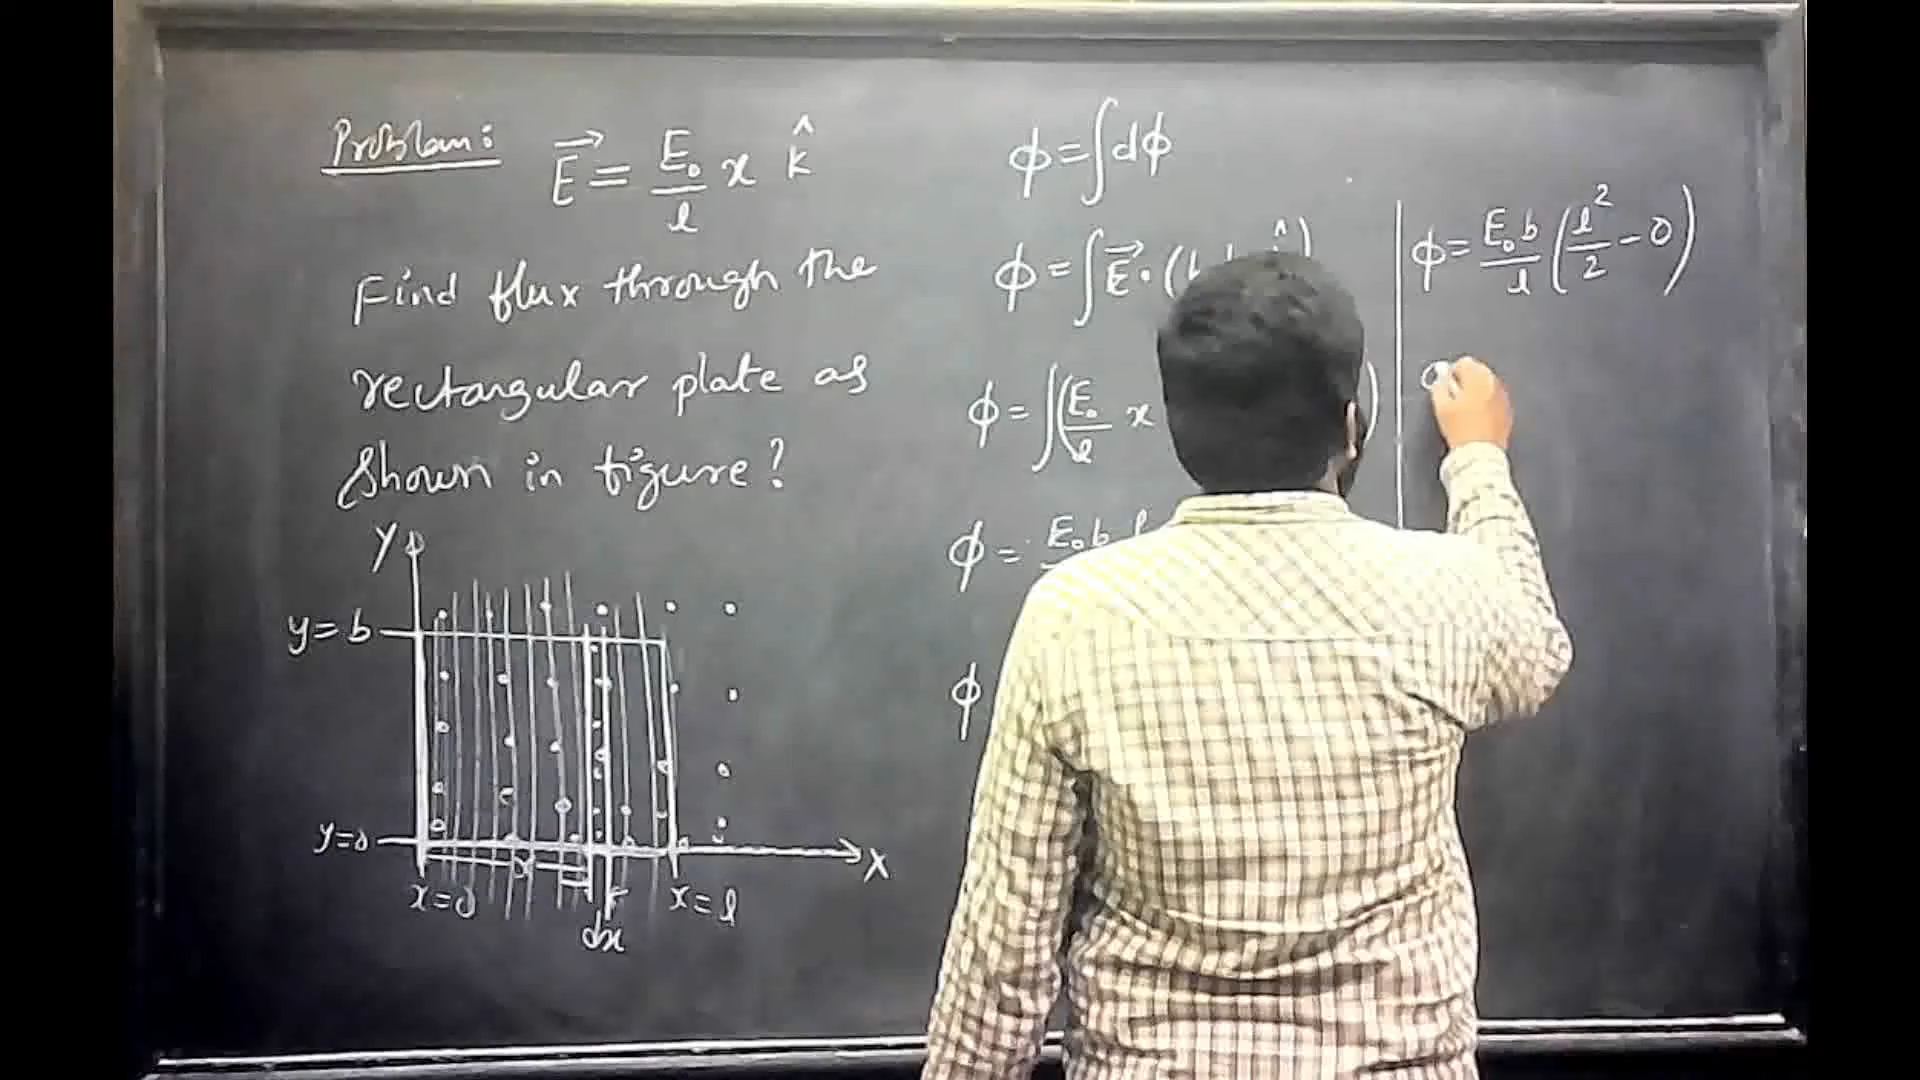 Problem: E⃗ = E₀/l x k̂
Find flux through the
rectangular plate as
Shown in figure?
Y
y=b
y=0
x=0
x
dx
x=l
X
ϕ=∫dϕ
ϕ=∫E⃗·(
ϕ=∫(E₀/l x
ϕ= E₀b
ϕ
ϕ=E₀b/l(l²/2-0)